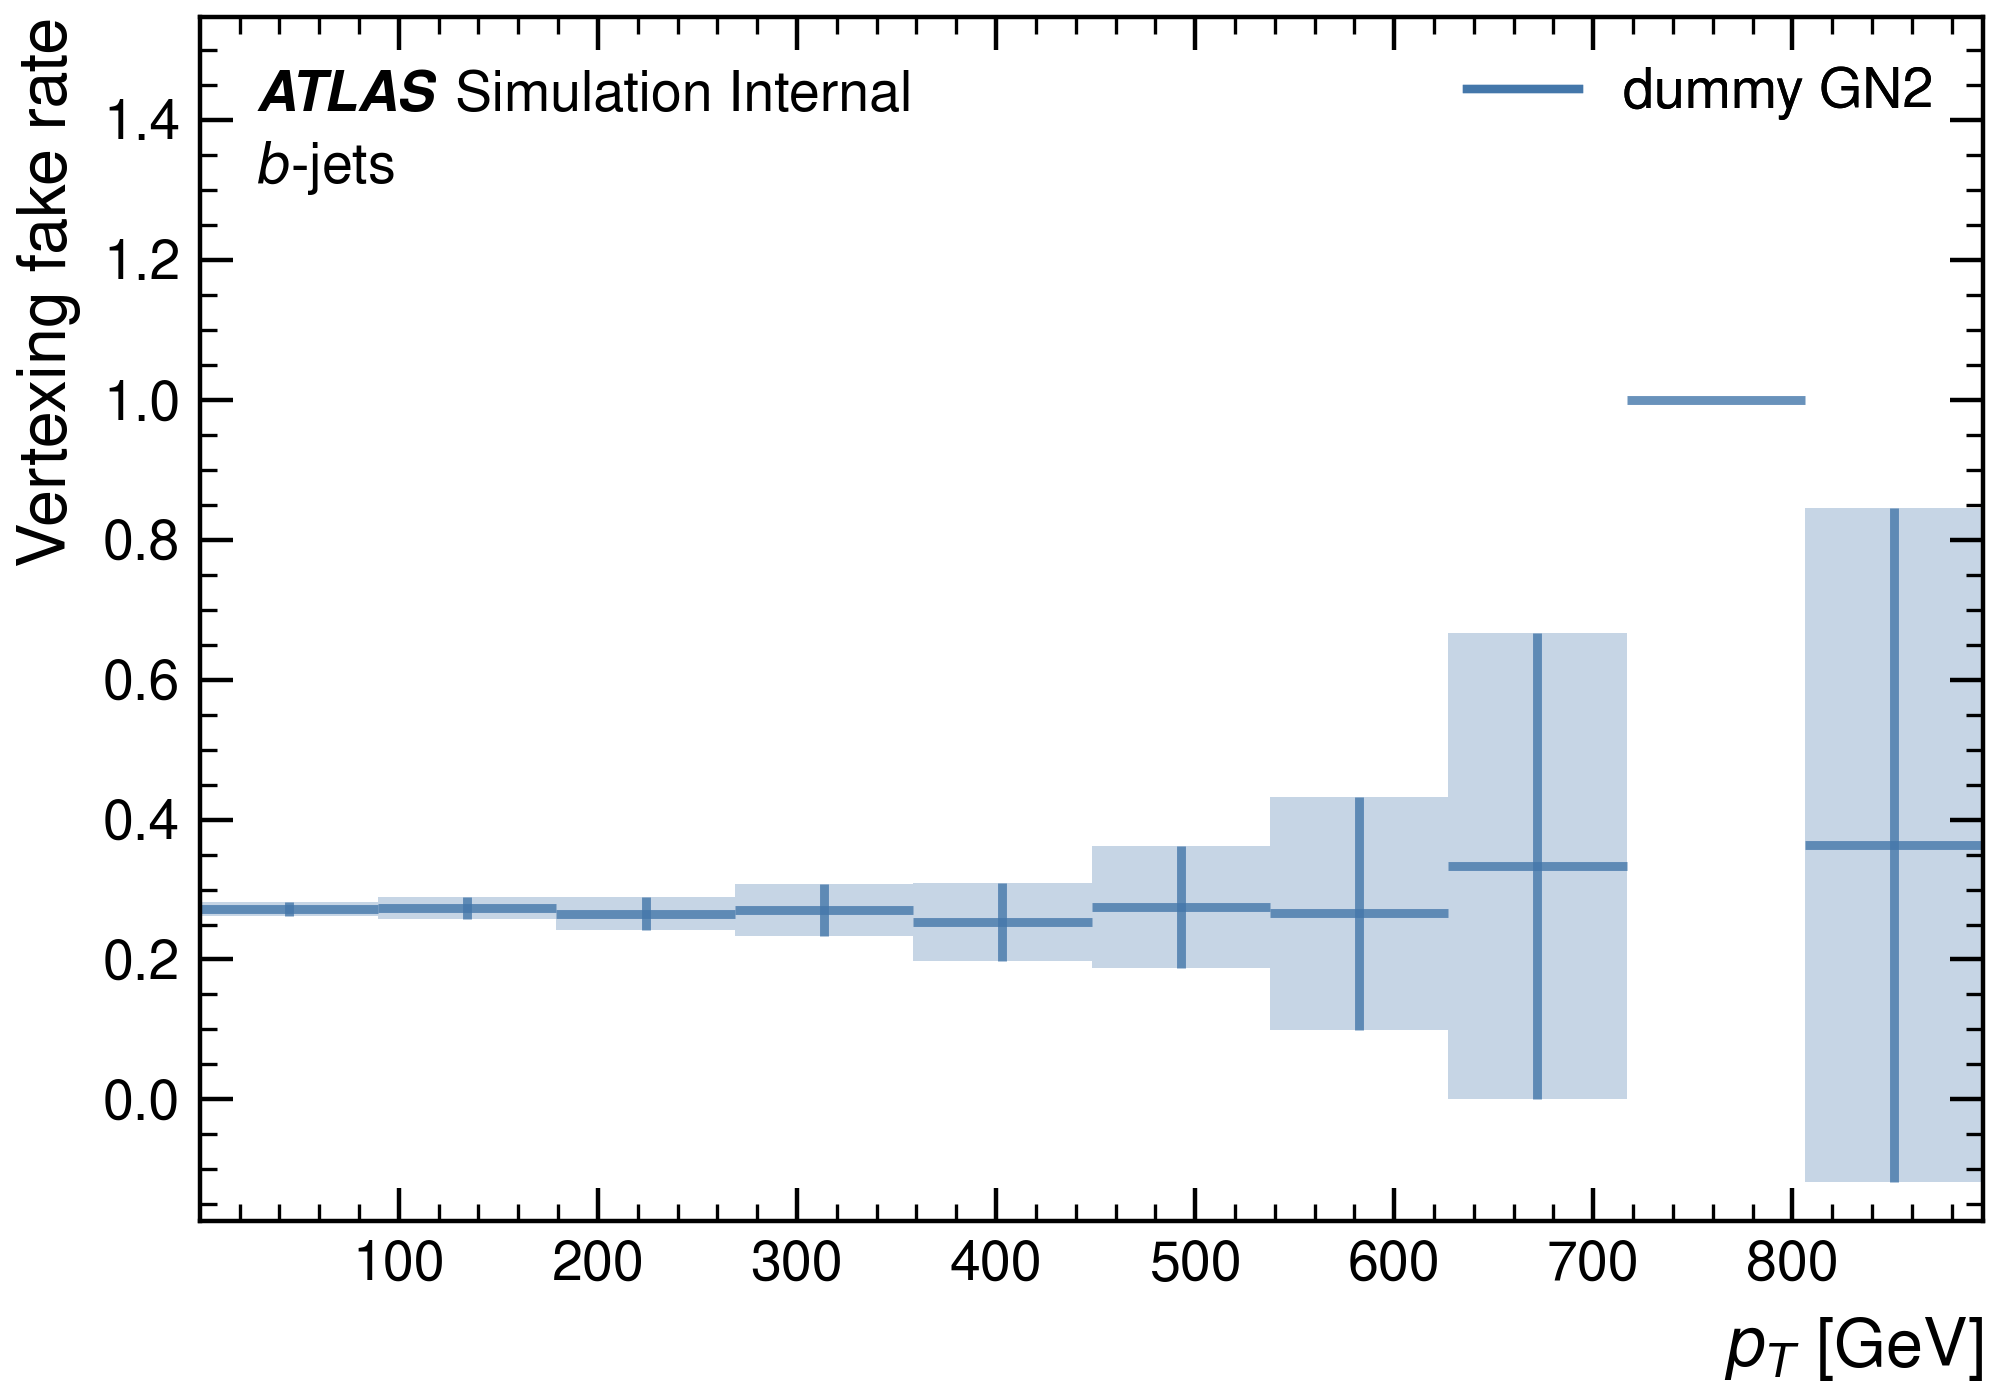 Vertexing fake rate
ATLAS Simulation Internal
b-jets
dummy GN2
1.4
1.2
1.0
0.8
0.6
0.4
0.2
0.0
100 200 300 400 500 600 700 800
pT [GeV]